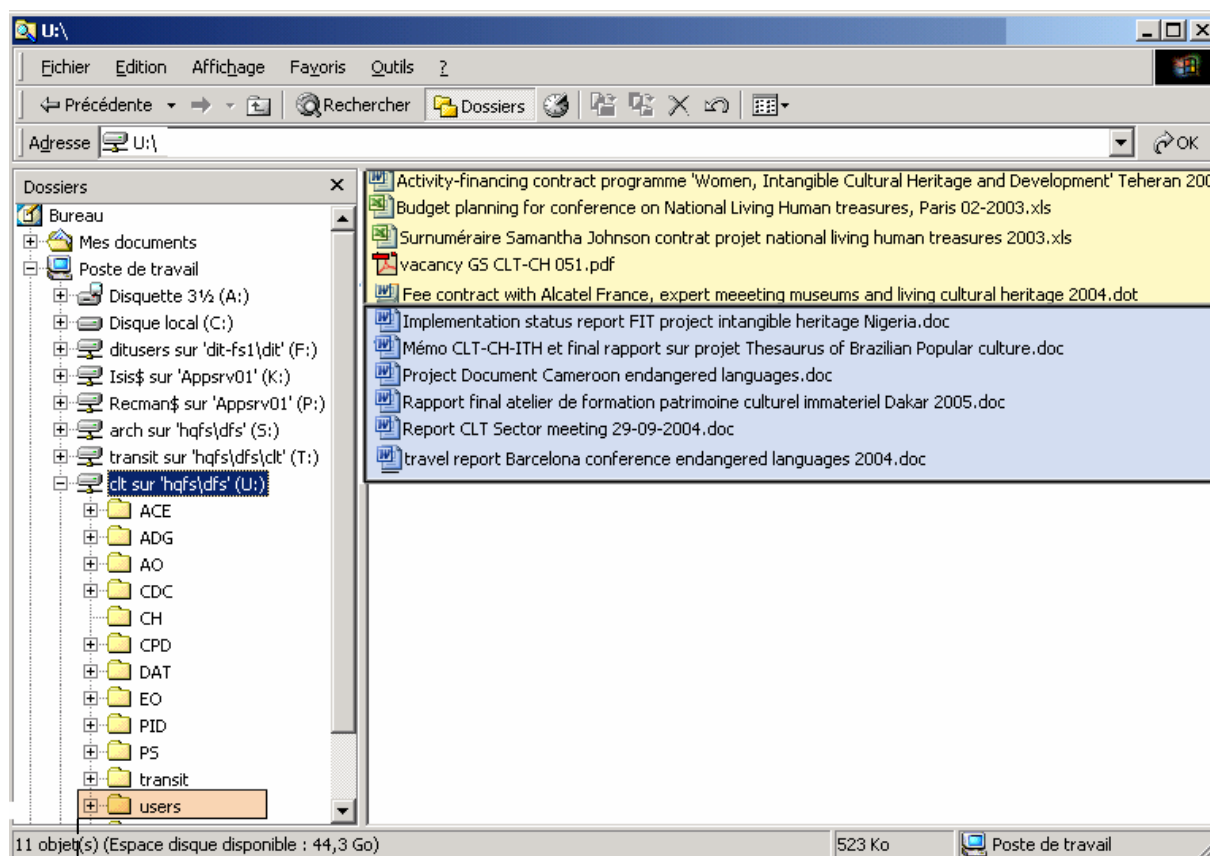 U:\
Fichier Edition Affichage Favoris Outils ?
Précédente Rechercher Dossiers
Adresse U:\ OK
Dossiers
Bureau
Mes documents
Poste de travail
Disquette 3½ (A:)
Disque local (C:)
ditusers sur 'dit-fs1\dit' (F:)
Isis$ sur 'Appsrv01' (K:)
Recman$ sur 'Appsrv01' (P:)
arch sur 'hqfs\dfs' (S:)
transit sur 'hqfs\dfs\clt' (T:)
clt sur 'hqfs\dfs' (U:)
ACE
ADG
AO
CDC
CH
CPD
DAT
EO
PID
PS
transit
users
Activity-financing contract programme 'Women, Intangible Cultural Heritage and Development' Teheran 200
Budget planning for conference on National Living Human treasures, Paris 02-2003.xls
Surnuméraire Samantha Johnson contrat projet national living human treasures 2003.xls
vacancy GS CLT-CH 051.pdf
Fee contract with Alcatel France, expert meeeting museums and living cultural heritage 2004.dot
Implementation status report FIT project intangible heritage Nigeria.doc
Mémo CLT-CH-ITH et final rapport sur projet Thesaurus of Brazilian Popular culture.doc
Project Document Cameroon endangered languages.doc
Rapport final atelier de formation patrimoine culturel immateriel Dakar 2005.doc
Report CLT Sector meeting 29-09-2004.doc
travel report Barcelona conference endangered languages 2004.doc
11 objet(s) (Espace disque disponible : 44,3 Go) 523 Ko Poste de travail